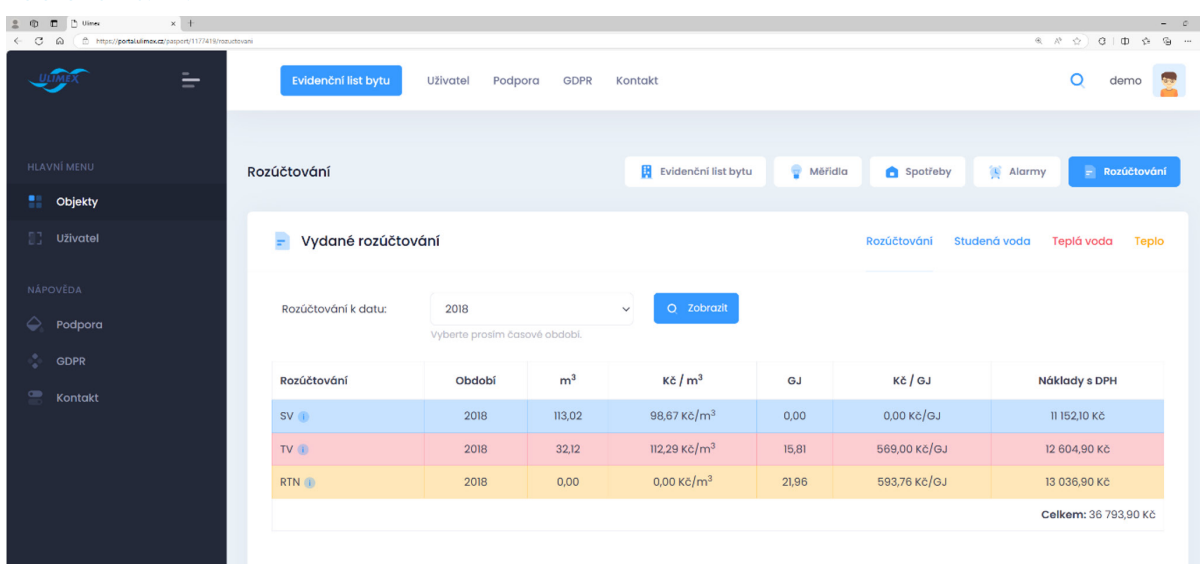 Ulimex
https://portal.ulimex.cz/pasport/1177419/rozuctovani
ULIMEX
Evidenční list bytu Uživatel Podpora GDPR Kontakt demo
HLAVNÍ MENU
Objekty
Uživatel
NÁPOVĚDA
Podpora
GDPR
Kontakt
Rozúčtování Evidenční list bytu Měřidla Spotřeby Alarmy Rozúčtování
Vydané rozúčtování Rozúčtování Studená voda Teplá voda Teplo
Rozúčtování k datu: 2018 Zobrazit
Vyberte prosím časové období.
Rozúčtování Období m³ Kč / m³ GJ Kč / GJ Náklady s DPH
SV 2018 113,02 98,67 Kč/m³ 0,00 0,00 Kč/GJ 11 152,10 Kč
TV 2018 32,12 112,29 Kč/m³ 15,81 569,00 Kč/GJ 12 604,90 Kč
RTN 2018 0,00 0,00 Kč/m³ 21,96 593,76 Kč/GJ 13 036,90 Kč
Celkem: 36 793,90 Kč